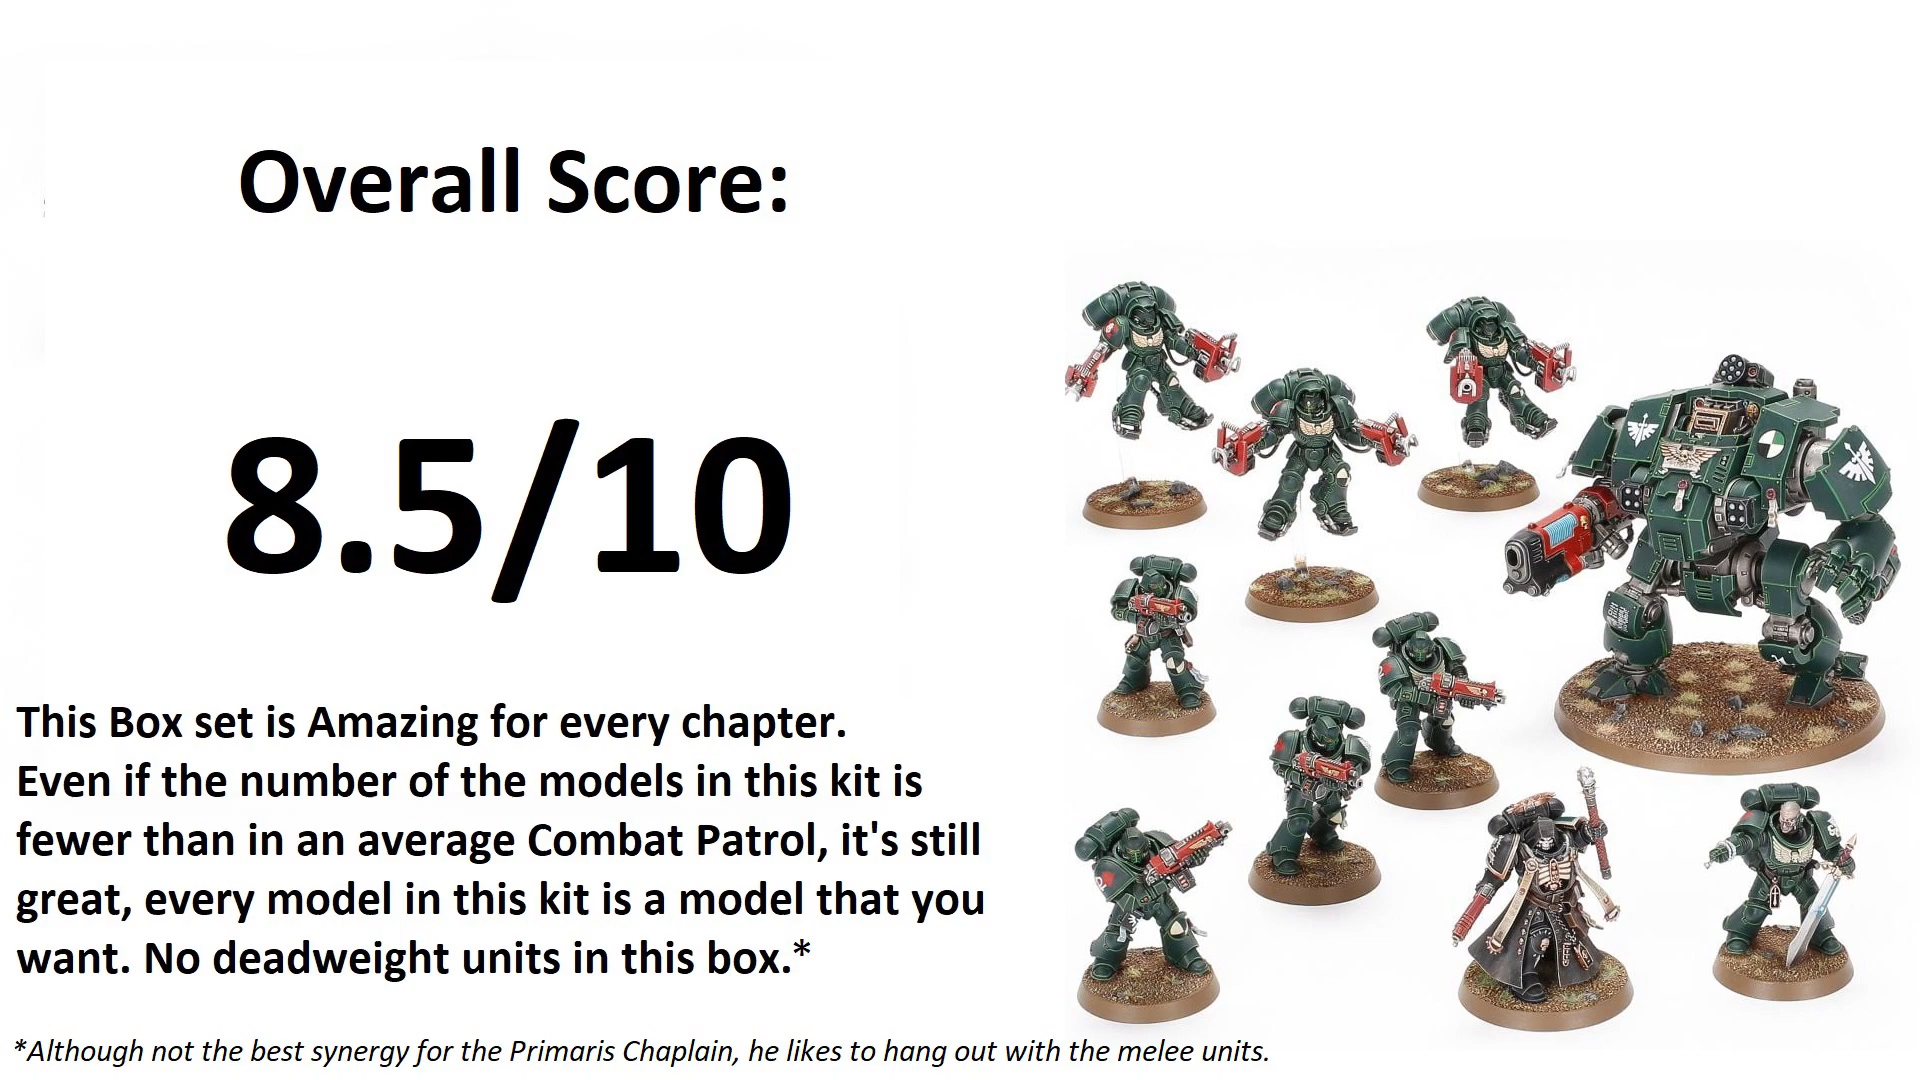 Overall Score:
8.5/10
This Box set is Amazing for every chapter.
Even if the number of the models in this kit is
fewer than in an average Combat Patrol, it's still
great, every model in this kit is a model that you
want. No deadweight units in this box.*
*Although not the best synergy for the Primaris Chaplain, he likes to hang out with the melee units.